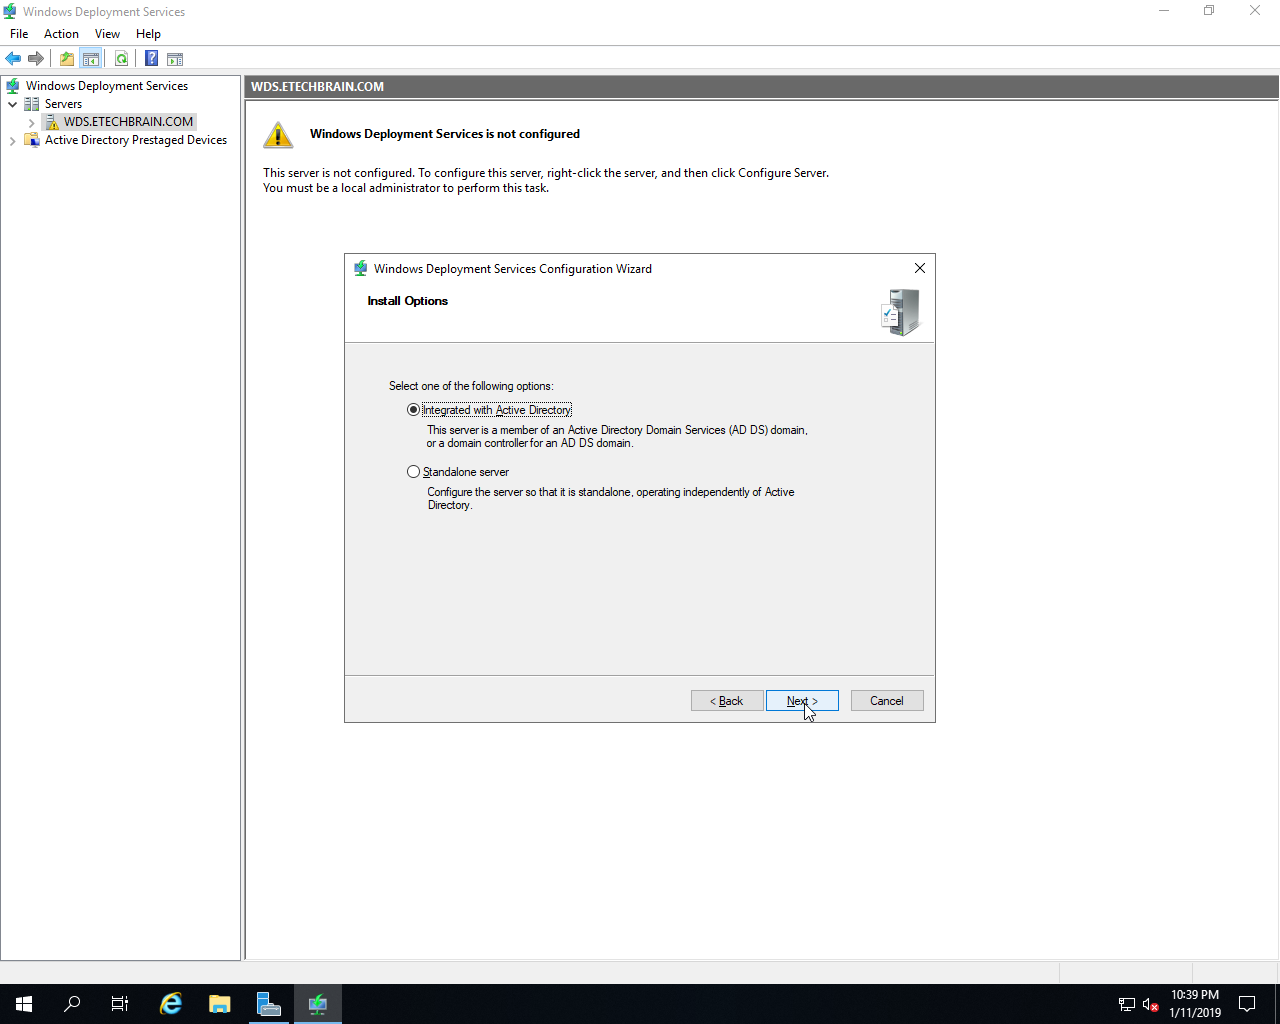 Windows Deployment Services
File Action View Help
Windows Deployment Services
Servers
WDS.ETECHBRAIN.COM
Active Directory Prestaged Devices
WDS.ETECHBRAIN.COM
Windows Deployment Services is not configured
This server is not configured. To configure this server, right-click the server, and then click Configure Server.
You must be a local administrator to perform this task.
Windows Deployment Services Configuration Wizard
Install Options
Select one of the following options:
Integrated with Active Directory
This server is a member of an Active Directory Domain Services (AD DS) domain,
or a domain controller for an AD DS domain.
Standalone server
Configure the server so that it is standalone, operating independently of Active
Directory.
< Back Next > Cancel
10:39 PM
1/11/2019